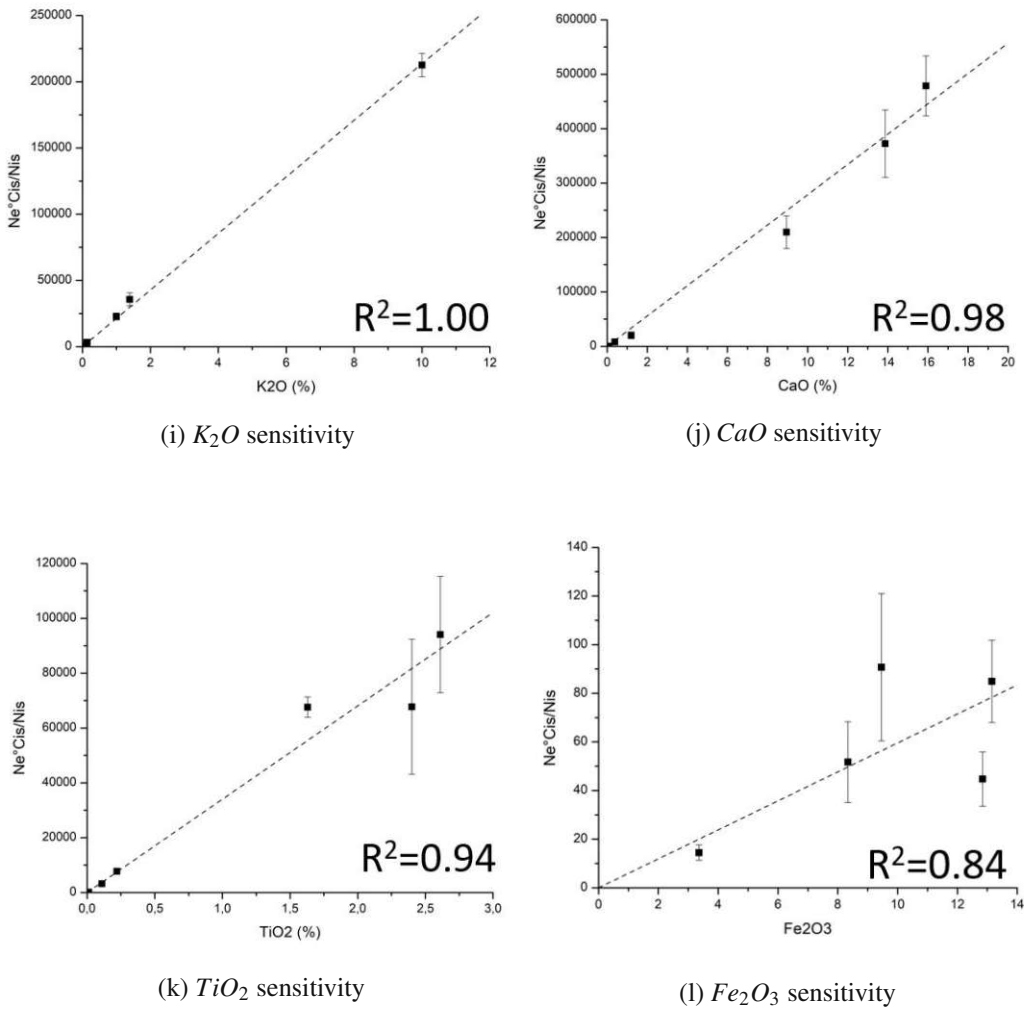 250000
200000
150000
100000
50000
0
Ne°Cis/Nis
0 2 4 6 8 10 12
K2O (%)
R²=1.00
(i) K₂O sensitivity
600000
500000
400000
300000
200000
100000
0
Ne°Cis/Nis
0 2 4 6 8 10 12 14 16 18 20
CaO (%)
R²=0.98
(j) CaO sensitivity
120000
100000
80000
60000
40000
20000
0
Ne°Cis/Nis
0,0 0,5 1,0 1,5 2,0 2,5 3,0
TiO2 (%)
R²=0.94
(k) TiO₂ sensitivity
140
120
100
80
60
40
20
0
Ne°Cis/Nis
0 2 4 6 8 10 12 14
Fe2O3
R²=0.84
(l) Fe₂O₃ sensitivity